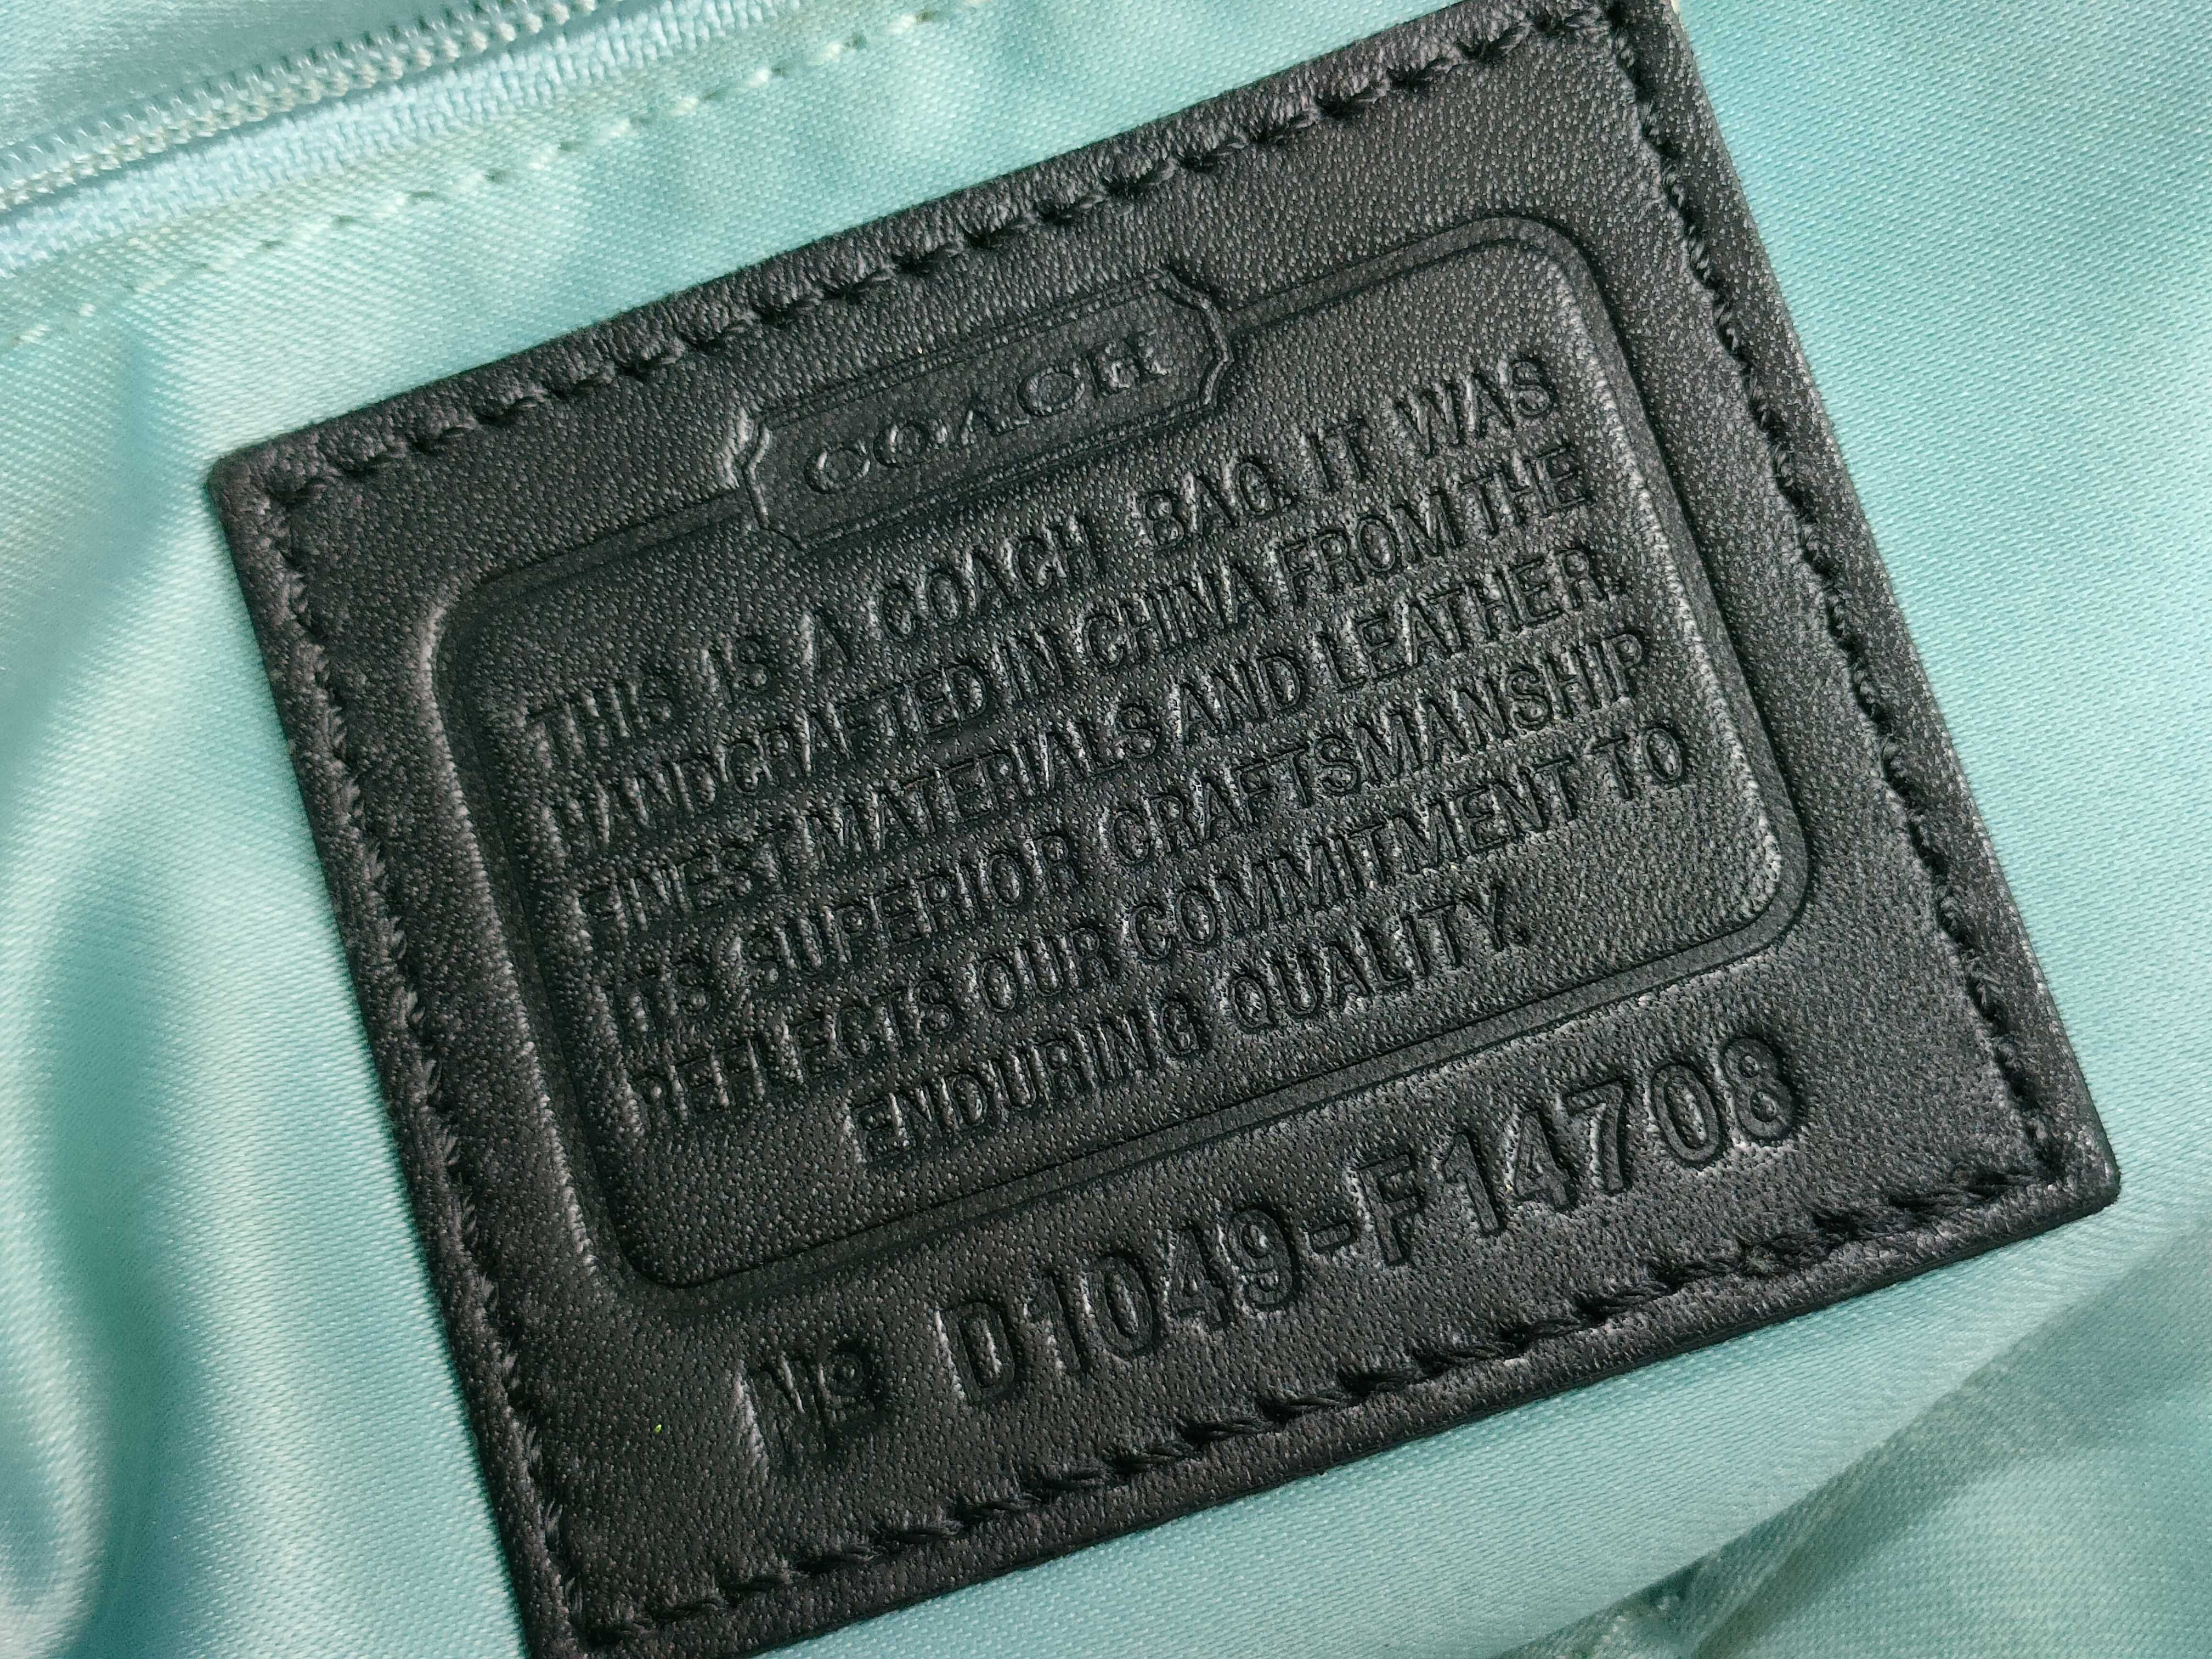 COACH
THIS IS A COACH BAG. IT WAS
HANDCRAFTED IN CHINA FROM THE
FINEST MATERIALS AND LEATHER.
ITS SUPERIOR CRAFTSMANSHIP
REFLECTS OUR COMMITMENT TO
ENDURING QUALITY.
Nº D1049-F14708